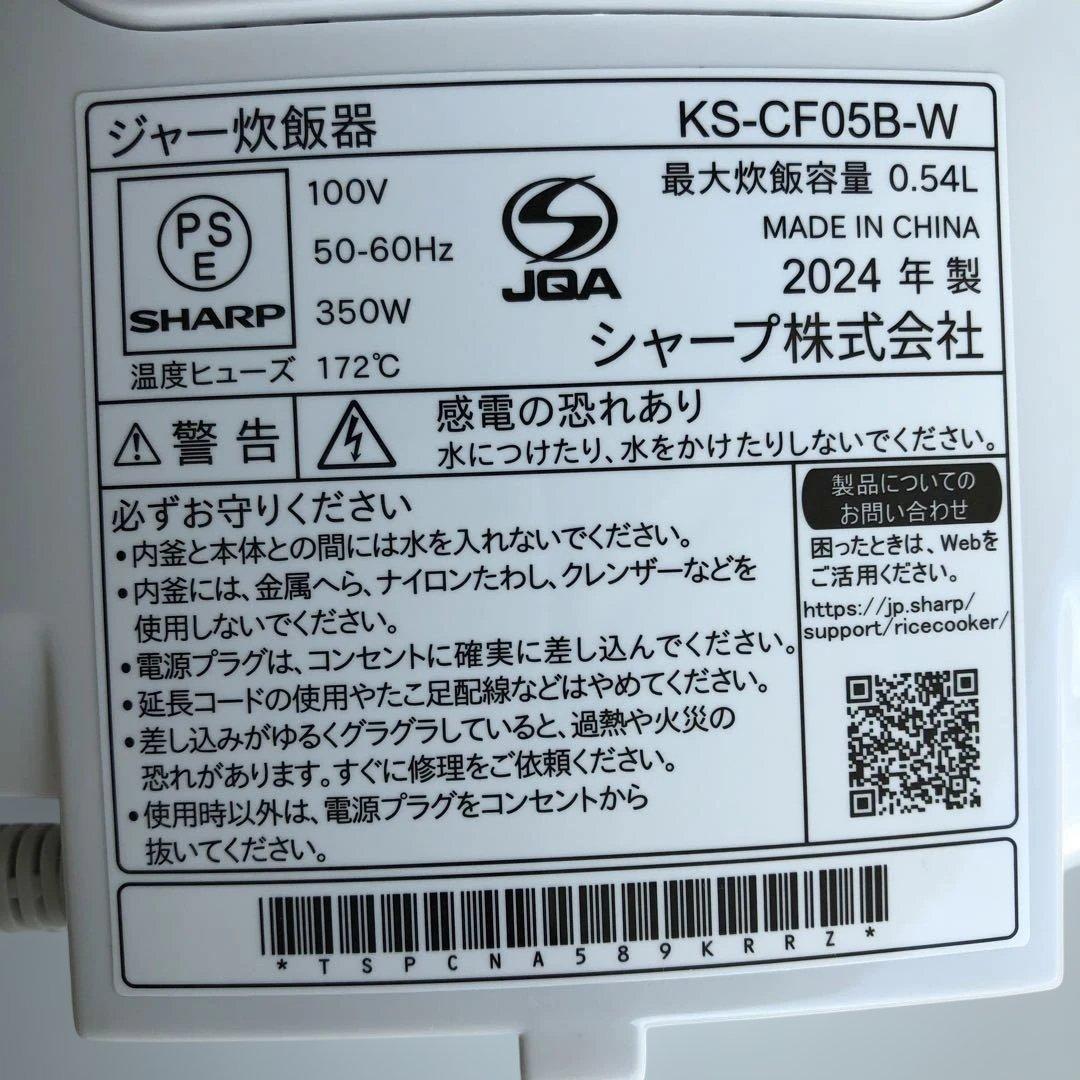 ジャー炊飯器 KS-CF05B-W
PS
E
SHARP
100V
50-60Hz
350W
温度ヒューズ 172℃
JQA
最大炊飯容量 0.54L
MADE IN CHINA
2024 年 製
シャープ株式会社
警 告
感電の恐れあり
水につけたり、水をかけたりしないでください。
必ずお守りください
・内釜と本体との間には水を入れないでください。
・内釜には、金属へら、ナイロンたわし、クレンザーなどを
使用しないでください。
・電源プラグは、コンセントに確実に差し込んでください。
・延長コードの使用やたこ足配線などはやめてください。
・差し込みがゆるくグラグラしていると、過熱や火災の
恐れがあります。すぐに修理をご依頼ください。
・使用時以外は、電源プラグをコンセントから
抜いてください。
製品についての
お問い合わせ
困ったときは、Webを
ご活用ください。
https://jp.sharp/
support/ricecooker/
*TSPCNA589KRRZ*